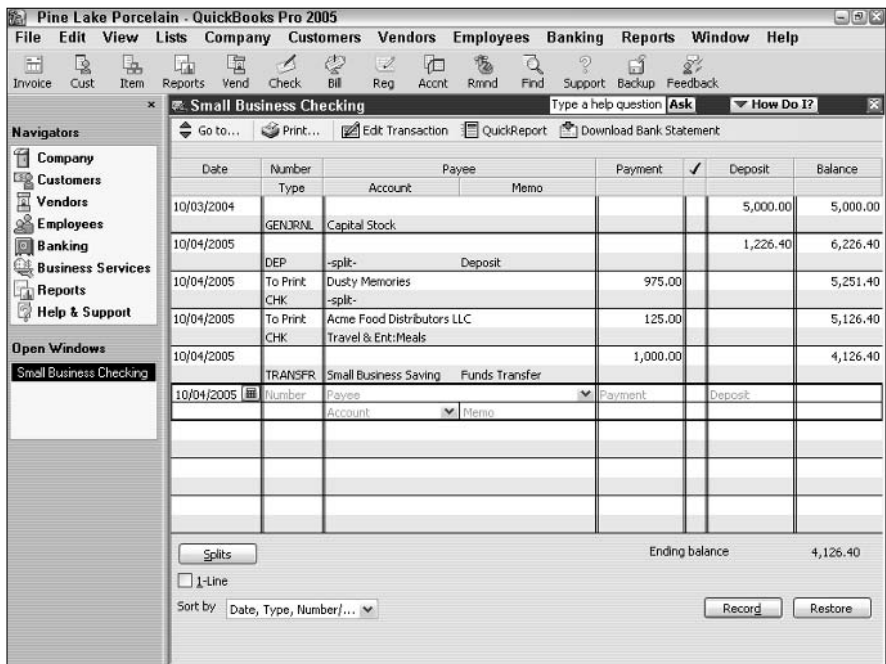 Pine Lake Porcelain - QuickBooks Pro 2005
File Edit View Lists Company Customers Vendors Employees Banking Reports Window Help
Invoice Cust Item Reports Vend Check Bill Reg Accnt Rmnd Find Support Backup Feedback
Small Business Checking Type a help question Ask How Do I?
Navigators
Company
Customers
Vendors
Employees
Banking
Business Services
Reports
Help & Support
Open Windows
Small Business Checking
Go to... Print... Edit Transaction QuickReport Download Bank Statement
Date Number Payee Payment ✓ Deposit Balance
Type Account Memo
10/03/2004 5,000.00 5,000.00
GENJRNL Capital Stock
10/04/2005 1,226.40 6,226.40
DEP -split- Deposit
10/04/2005 To Print Dusty Memories 975.00 5,251.40
CHK -split-
10/04/2005 To Print Acme Food Distributors LLC 125.00 5,126.40
CHK Travel & Ent:Meals
10/04/2005 1,000.00 4,126.40
TRANSFR Small Business Saving Funds Transfer
10/04/2005 Number Payee Payment Deposit
Account Memo
Splits Ending balance 4,126.40
1-Line
Sort by Date, Type, Number/... Record Restore